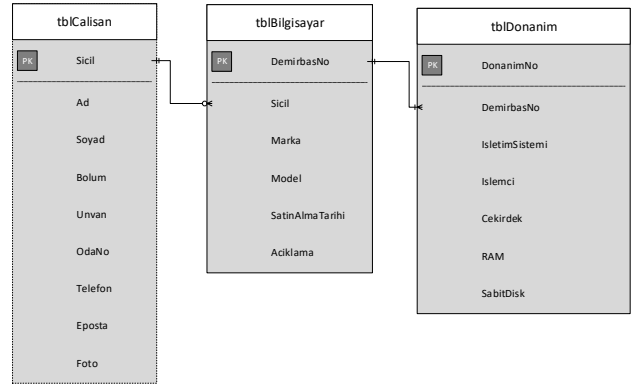 tblCalisan
PK
Sicil
Ad
Soyad
Bolum
Unvan
OdaNo
Telefon
Eposta
Foto
tblBilgisayar
PK
DemirbasNo
Sicil
Marka
Model
SatinAlmaTarihi
Aciklama
tblDonanim
PK
DonanimNo
DemirbasNo
IsletimSistemi
Islemci
Cekirdek
RAM
SabitDisk